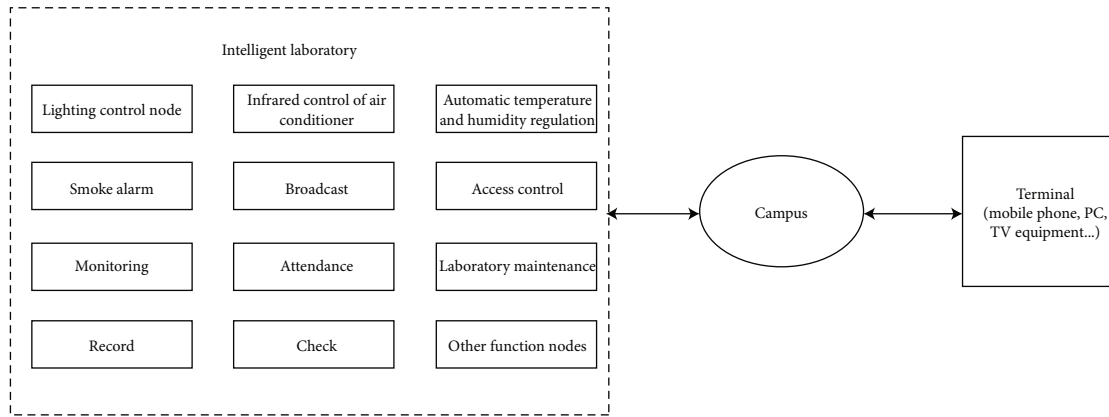 Intelligent laboratory
Lighting control node
Infrared control of air
conditioner
Automatic temperature
and humidity regulation
Smoke alarm
Broadcast
Access control
Monitoring
Attendance
Laboratory maintenance
Record
Check
Other function nodes
Campus
Terminal
(mobile phone, PC,
TV equipment...)